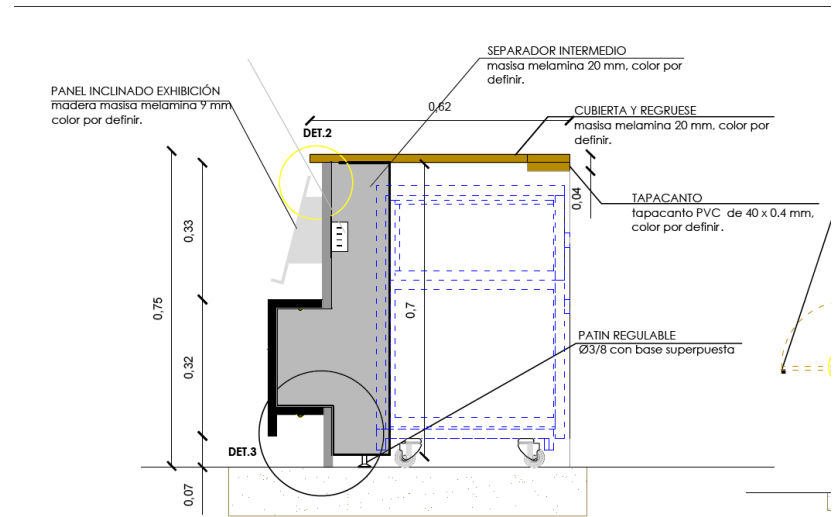 SEPARADOR INTERMEDIO
masisa melamina 20 mm, color por
definir.
PANEL INCLINADO EXHIBICIÓN
madera masisa melamina 9 mm
color por definir.
0,62
DET.2
CUBIERTA Y REGRUESE
masisa melamina 20 mm, color por
definir.
TAPACANTO
tapacanto PVC de 40 x 0.4 mm,
color por definir.
0,04
0,33
0,75
0,7
0,32
PATIN REGULABLE
Ø3/8 con base superpuesta
DET.3
0,07